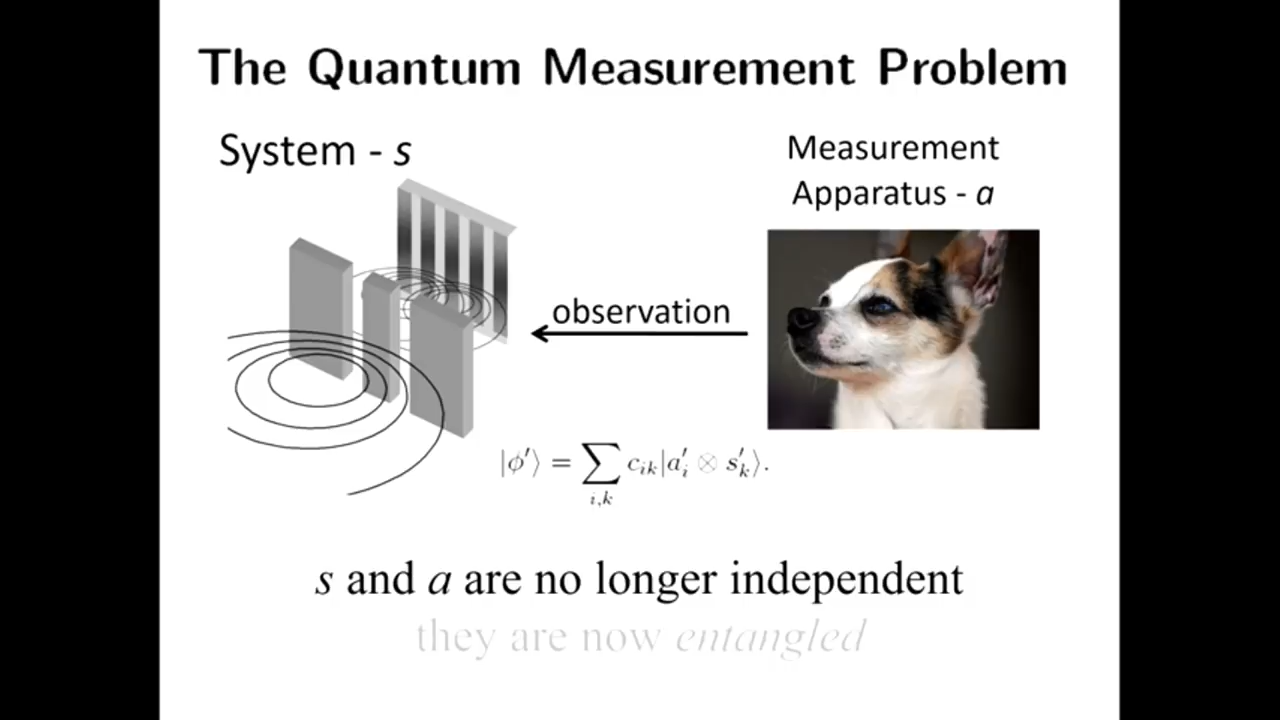 The Quantum Measurement Problem
System - s
Measurement
Apparatus - a
observation
|ϕ′⟩ = ∑_{i,k} c_{ik}|a′_i ⊗ s′_k⟩.
s and a are no longer independent
they are now entangled